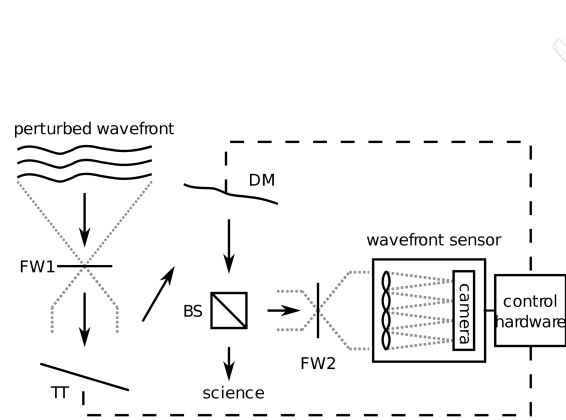 perturbed wavefront
DM
wavefront sensor
FW1
BS
camera
control
hardware
FW2
TT
science